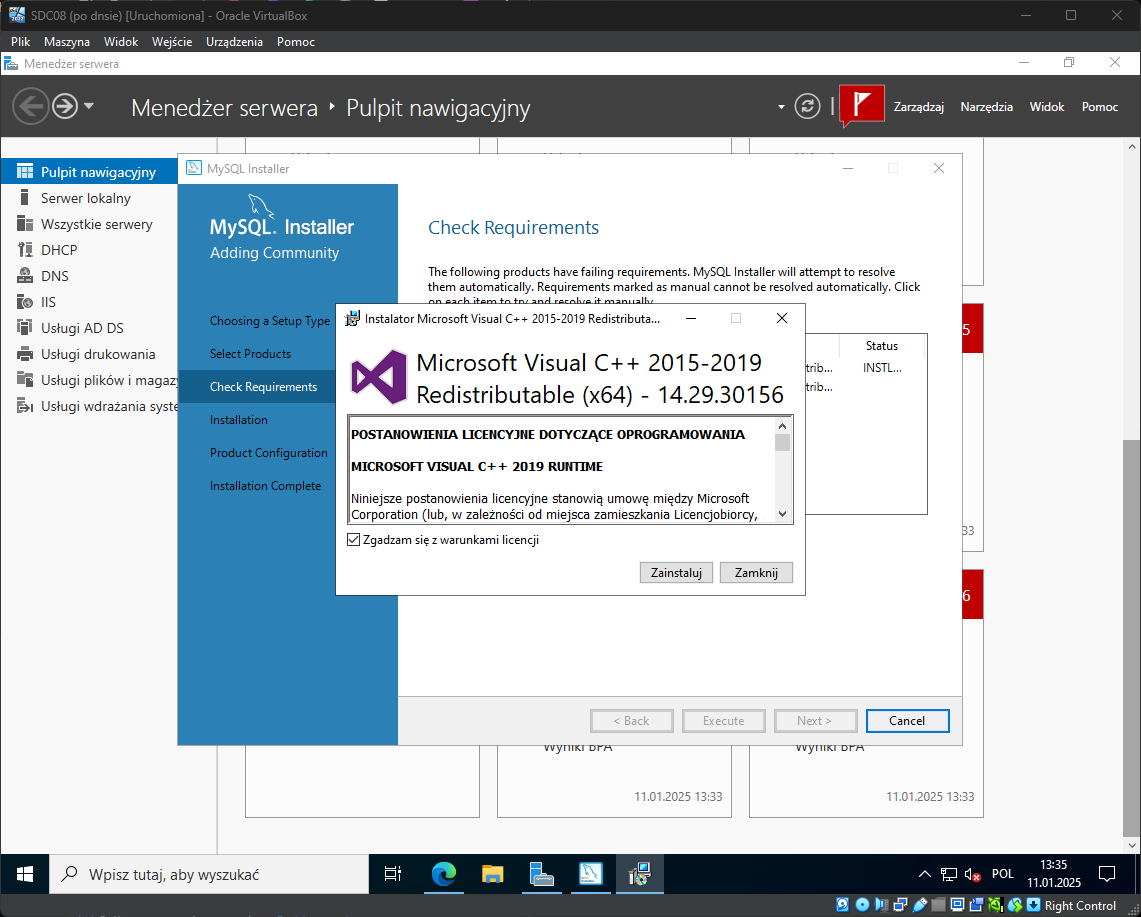 SDC08 (po dnsie) [Uruchomiona] - Oracle VirtualBox
Plik Maszyna Widok Wejście Urządzenia Pomoc
Menedżer serwera
Menedżer serwera ‣ Pulpit nawigacyjny
Zarządzaj Narzędzia Widok Pomoc
Pulpit nawigacyjny
Serwer lokalny
Wszystkie serwery
DHCP
DNS
IIS
Usługi AD DS
Usługi drukowania
Usługi plików i magazy
Usługi wdrażania syste
MySQL Installer
MySQL. Installer
Adding Community
Choosing a Setup Type
Select Products
Check Requirements
Installation
Product Configuration
Installation Complete
Check Requirements
The following products have failing requirements. MySQL Installer will attempt to resolve
them automatically. Requirements marked as manual cannot be resolved automatically. Click
on each item to try and resolve it manually.
Status
trib... INSTL...
trib...
Instalator Microsoft Visual C++ 2015-2019 Redistributa...
Microsoft Visual C++ 2015-2019
Redistributable (x64) - 14.29.30156
POSTANOWIENIA LICENCYJNE DOTYCZĄCE OPROGRAMOWANIA
MICROSOFT VISUAL C++ 2019 RUNTIME
Niniejsze postanowienia licencyjne stanowią umowę między Microsoft
Corporation (lub, w zależności od miejsca zamieszkania Licencjobiorcy,
Zgadzam się z warunkami licencji
Zainstaluj Zamknij
< Back Execute Next > Cancel
5
33
6
Wyniki BPA Wyniki BPA
11.01.2025 13:33 11.01.2025 13:33
Wpisz tutaj, aby wyszukać
POL
13:35
11.01.2025
Right Control